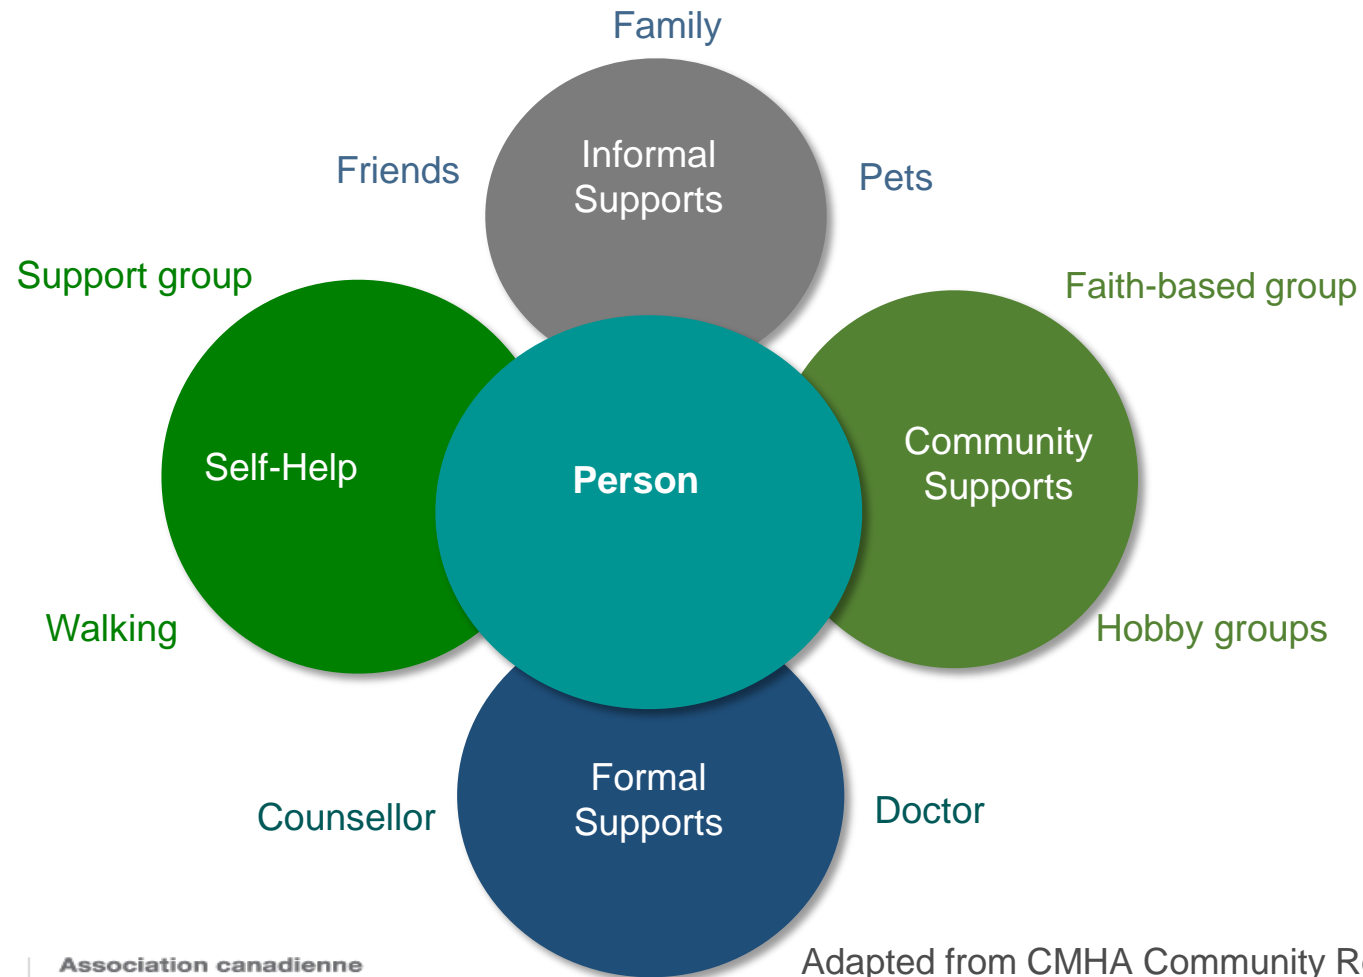 Family
Informal
Supports
Friends
Pets
Support group
Faith-based group
Self-Help
Person
Community
Supports
Walking
Hobby groups
Formal
Supports
Counsellor
Doctor
Association canadienne
Adapted from CMHA Community